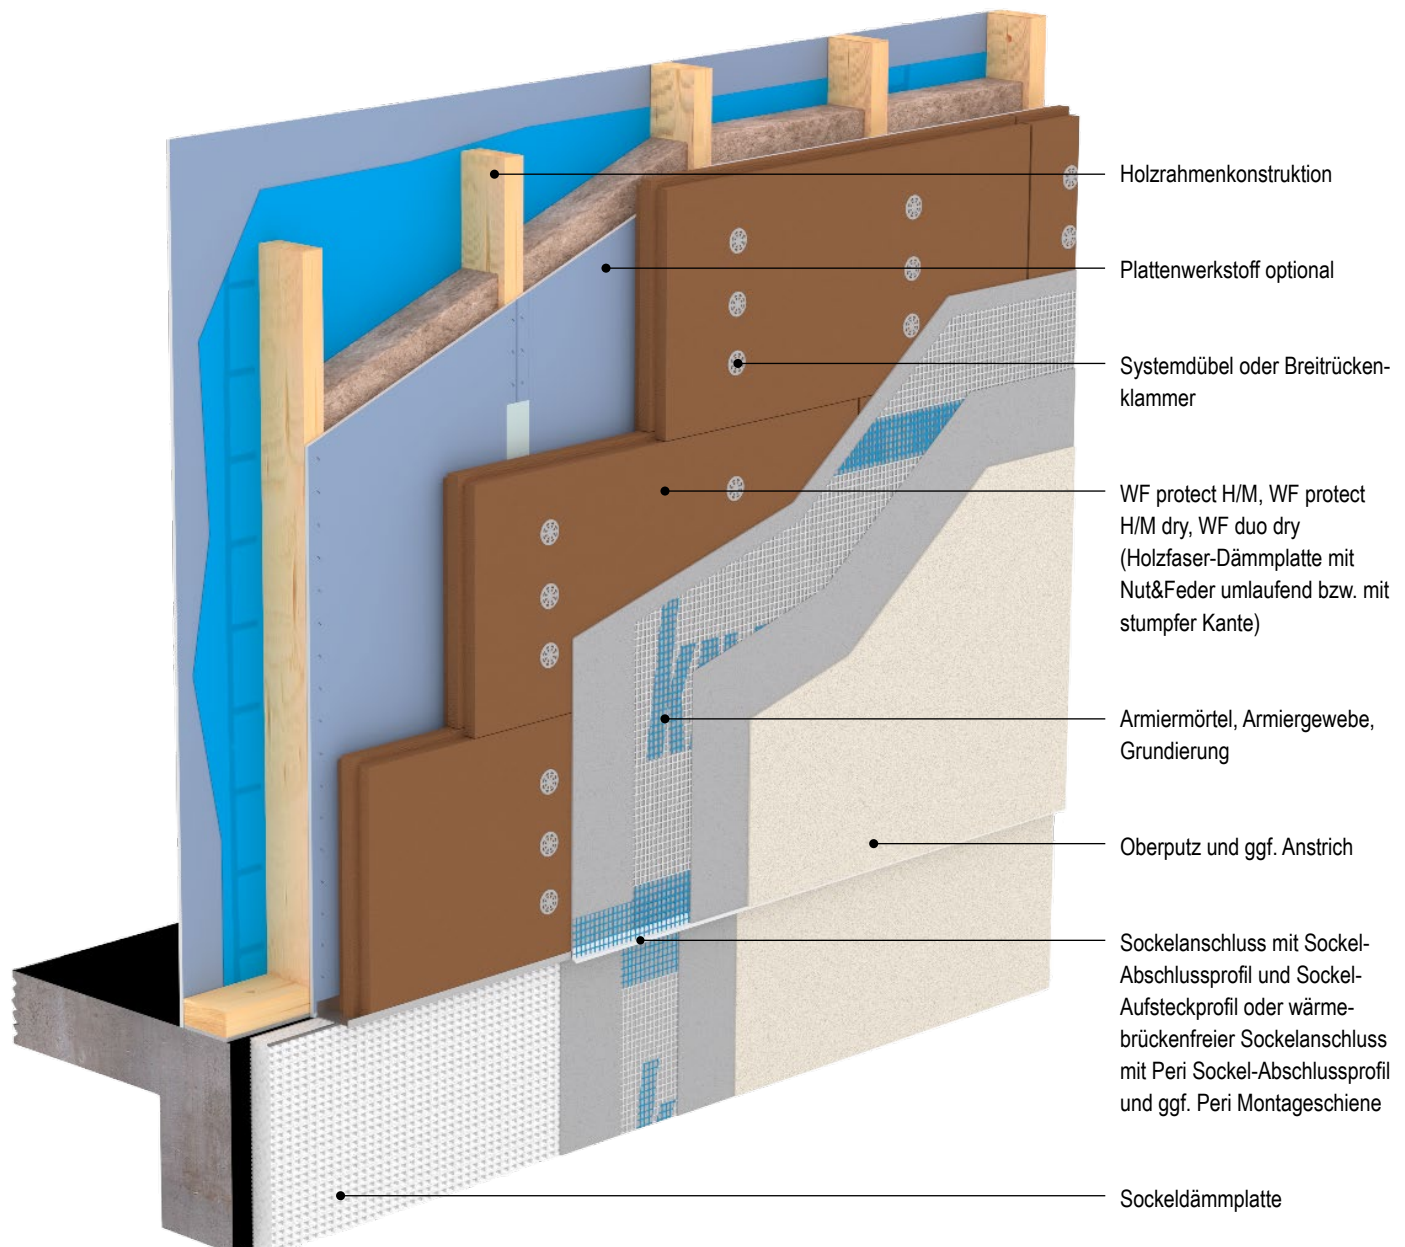 Holzrahmenkonstruktion
Plattenwerkstoff optional
Systemdübel oder Breitrücken-
klammer
WF protect H/M, WF protect
H/M dry, WF duo dry
(Holzfaser-Dämmplatte mit
Nut&Feder umlaufend bzw. mit
stumpfer Kante)
Armiermörtel, Armiergewebe,
Grundierung
Oberputz und ggf. Anstrich
Sockelanschluss mit Sockel-
Abschlussprofil und Sockel-
Aufsteckprofil oder wärme-
brückenfreier Sockelanschluss
mit Peri Sockel-Abschlussprofil
und ggf. Peri Montageschiene
Sockeldämmplatte